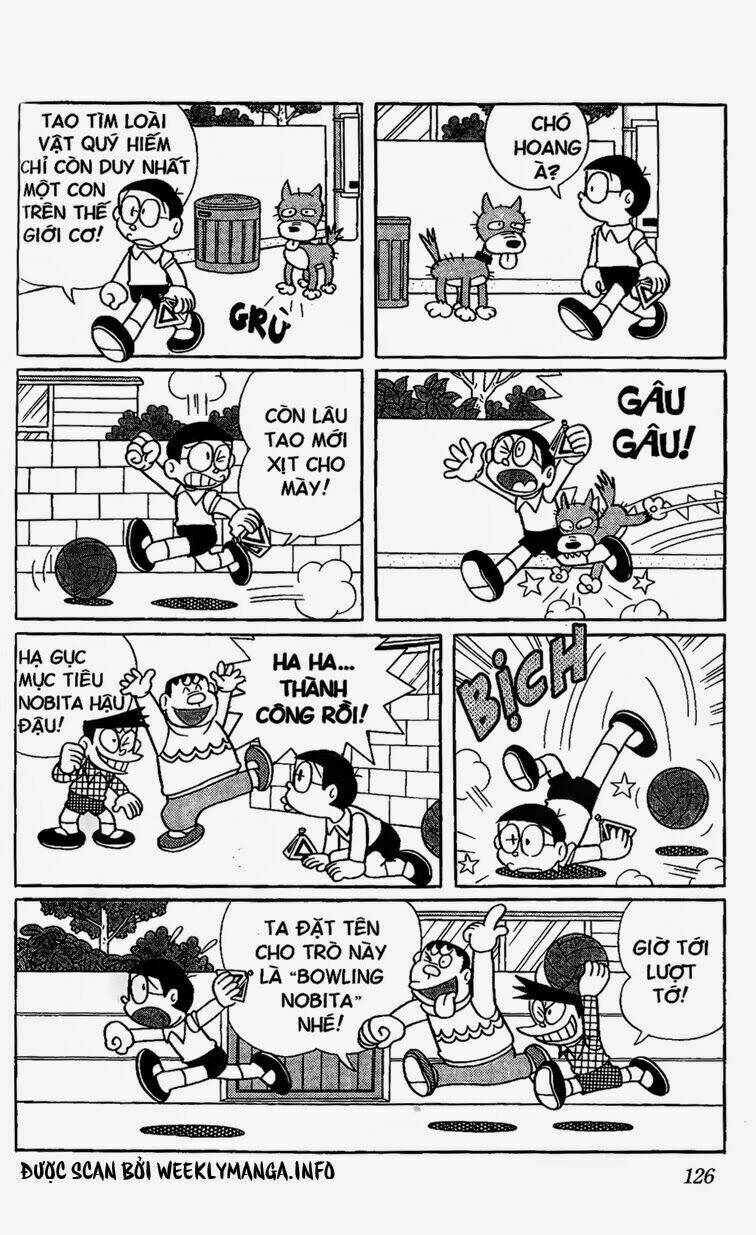 CHÓ
HOANG
À?
TAO TÌM LOÀI
VẬT QUÝ HIẾM
CHỈ CÒN DUY NHẤT
MỘT CON
TRÊN THẾ
GIỚI CƠ!
GRỪ
GÂU
GÂU!
CÒN LÂU
TAO MỚI
XỊT CHO
MÀY!
BỊCH
HA HA...
THÀNH
CÔNG RỒI!
HẠ GỤC
MỤC TIÊU
NOBITA HẬU
ĐẬU!
GIỜ TỚI
LƯỢT
TỚ!
TA ĐẶT TÊN
CHO TRÒ NÀY
LÀ "BOWLING
NOBITA"
NHÉ!
ĐƯỢC SCAN BỞI WEEKLYMANGA.INFO
126